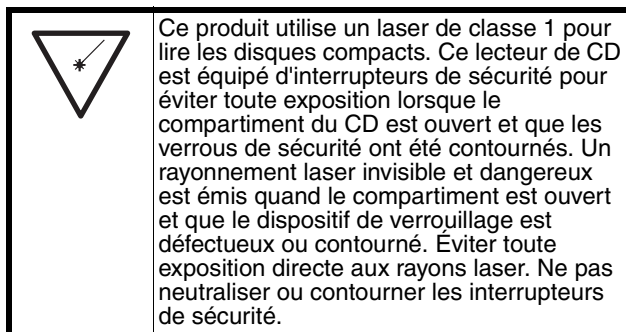 Ce produit utilise un laser de classe 1 pour
lire les disques compacts. Ce lecteur de CD
est équipé d'interrupteurs de sécurité pour
éviter toute exposition lorsque le
compartiment du CD est ouvert et que les
verrous de sécurité ont été contournés. Un
rayonnement laser invisible et dangereux
est émis quand le compartiment est ouvert
et que le dispositif de verrouillage est
défectueux ou contourné. Éviter toute
exposition directe aux rayons laser. Ne pas
neutraliser ou contourner les interrupteurs
de sécurité.